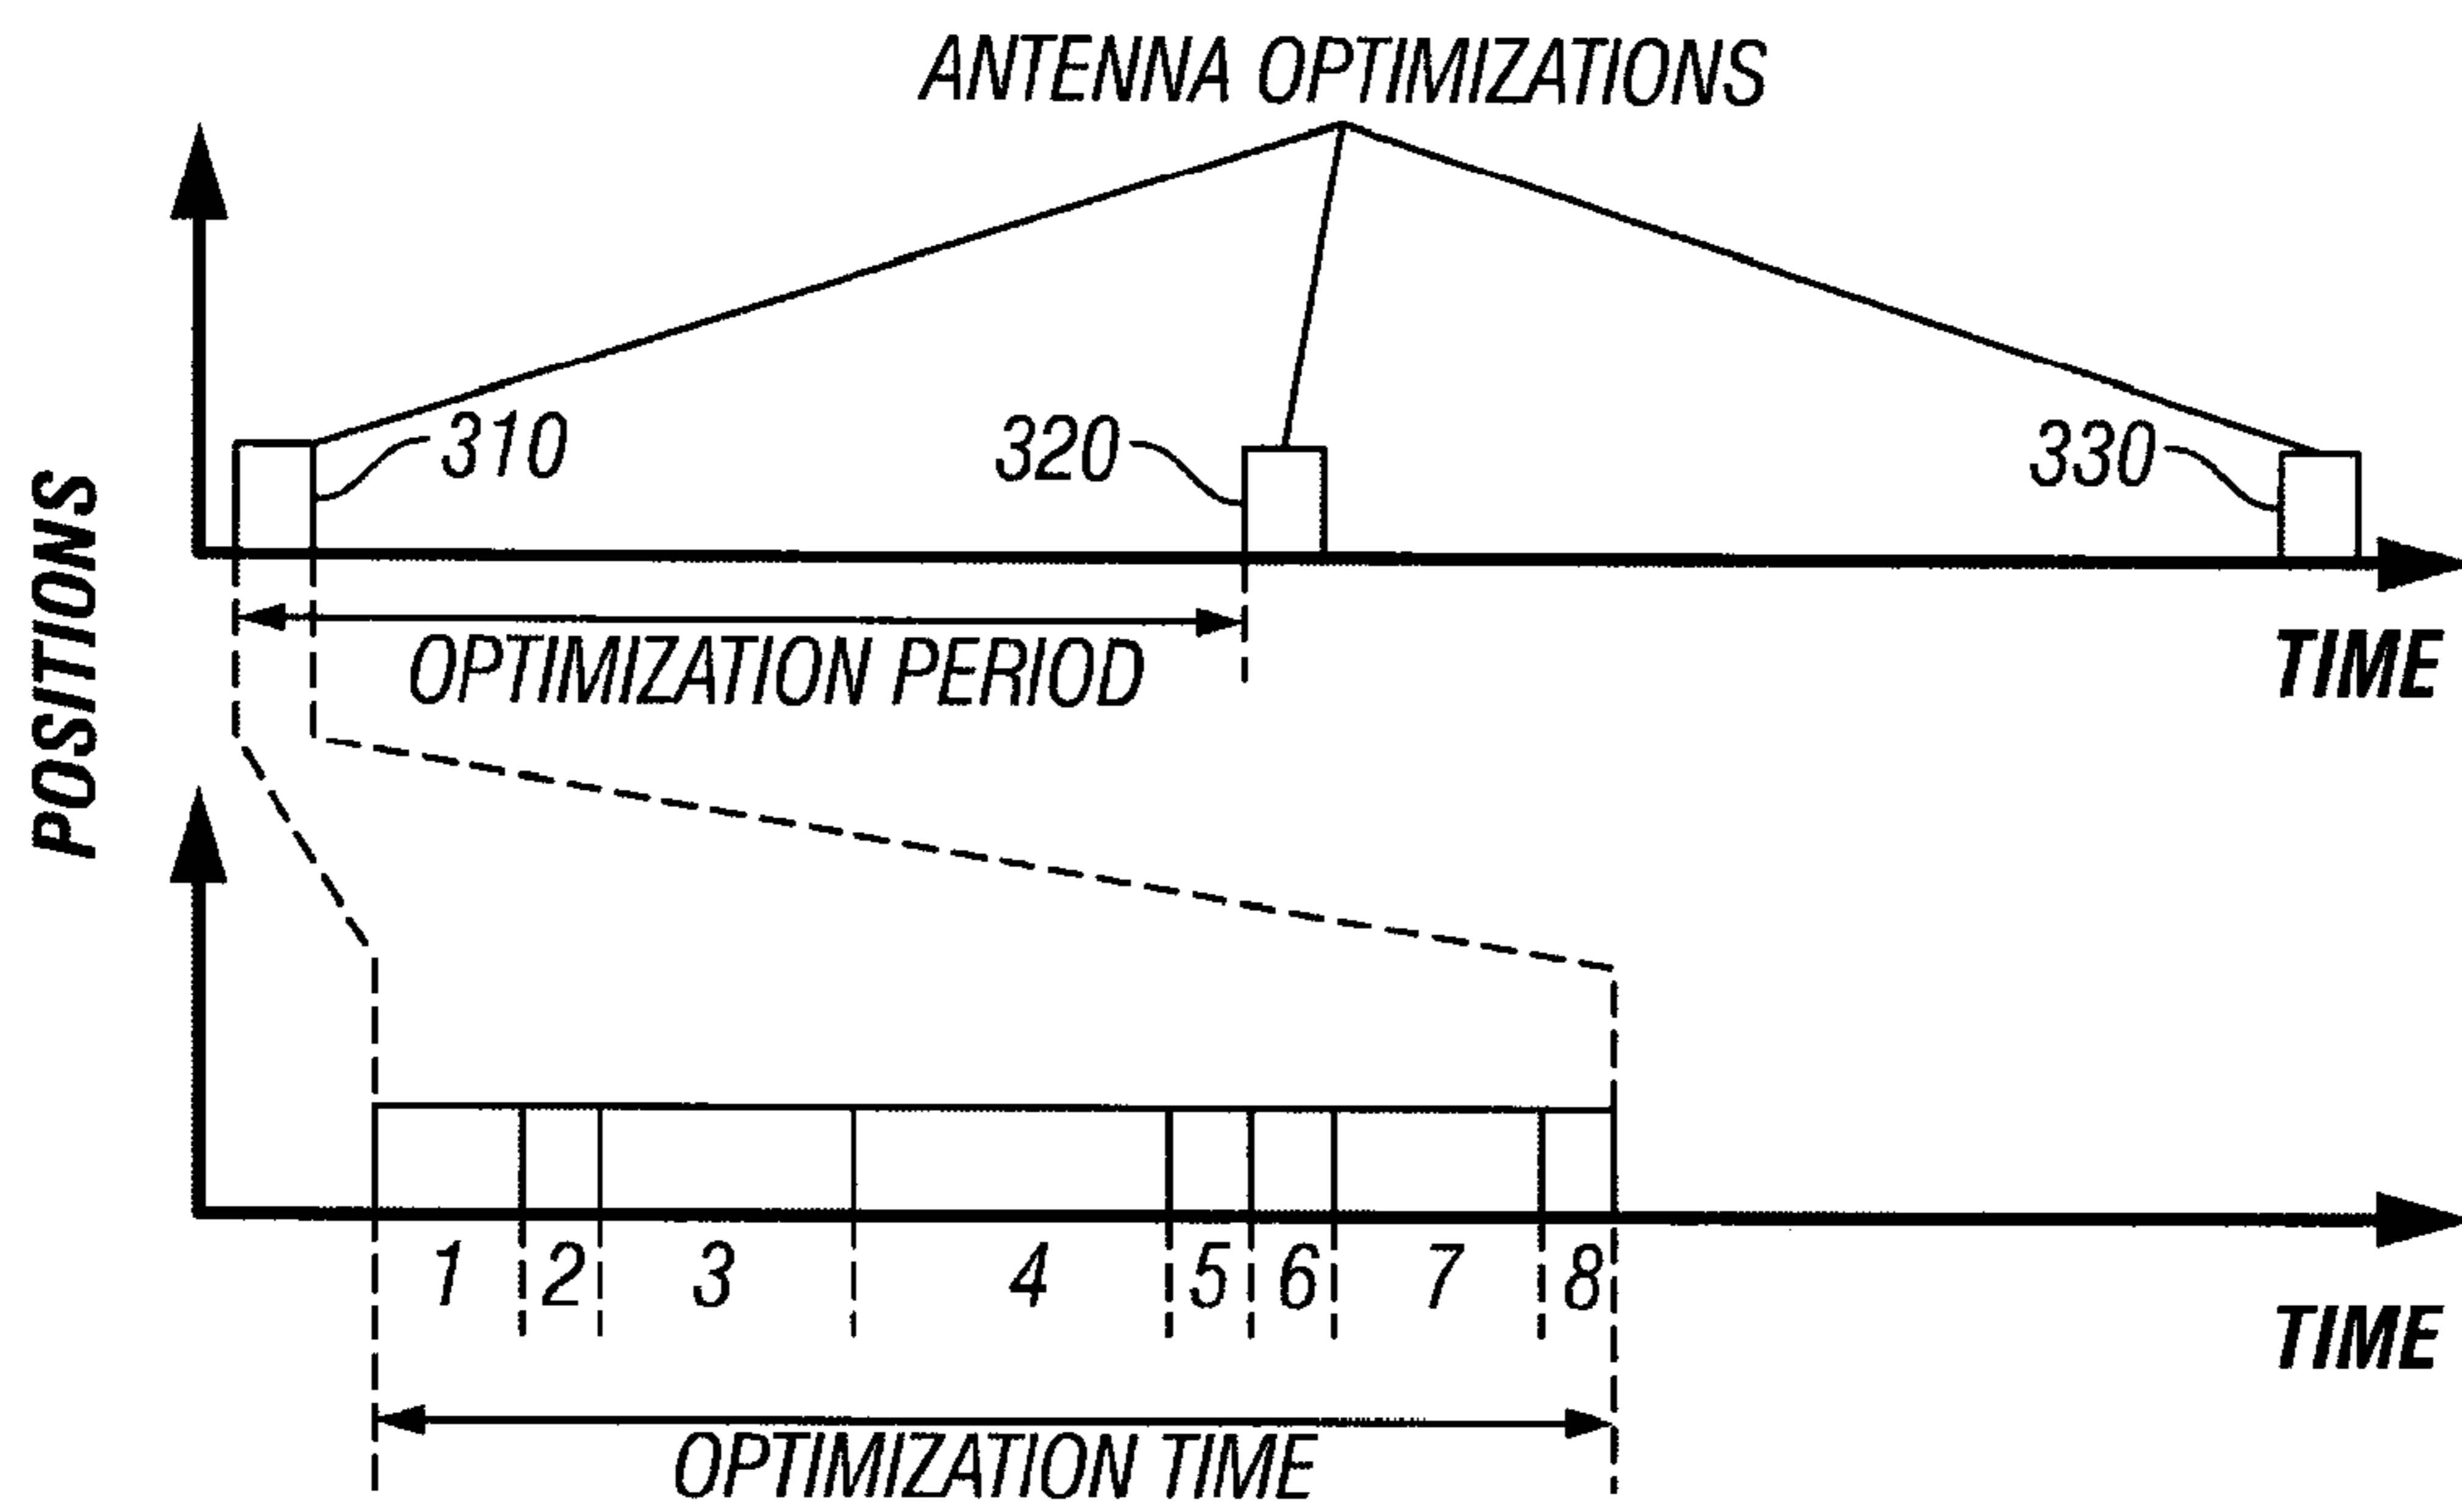 ANTENNA OPTIMIZATIONS
310
320
330
POSITIONS
OPTIMIZATION PERIOD
TIME
1 2 3 4 5 6 7 8
TIME
OPTIMIZATION TIME